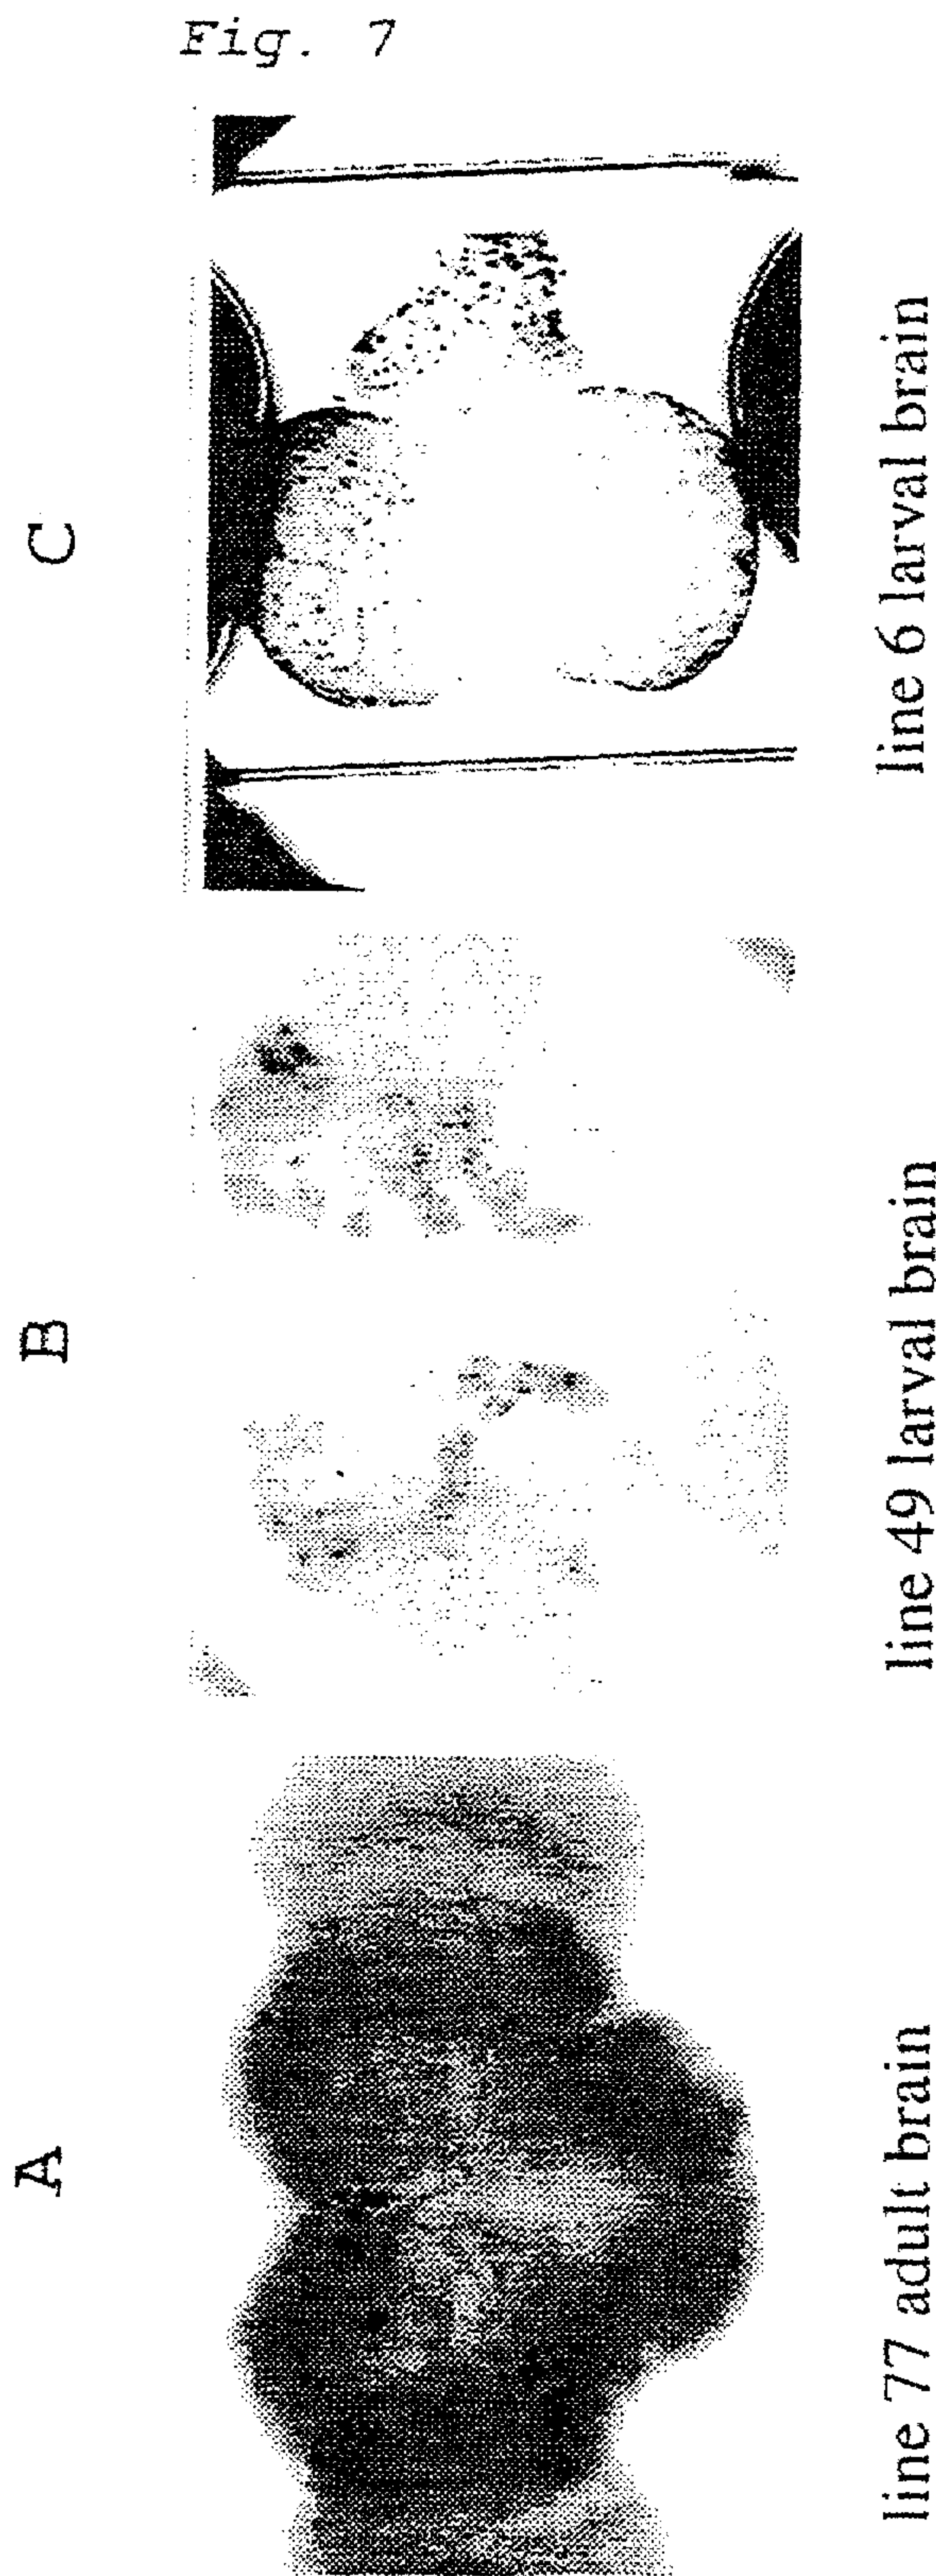 Fig. 7
A
B
C
line 77 adult brain
line 49 larval brain
line 6 larval brain